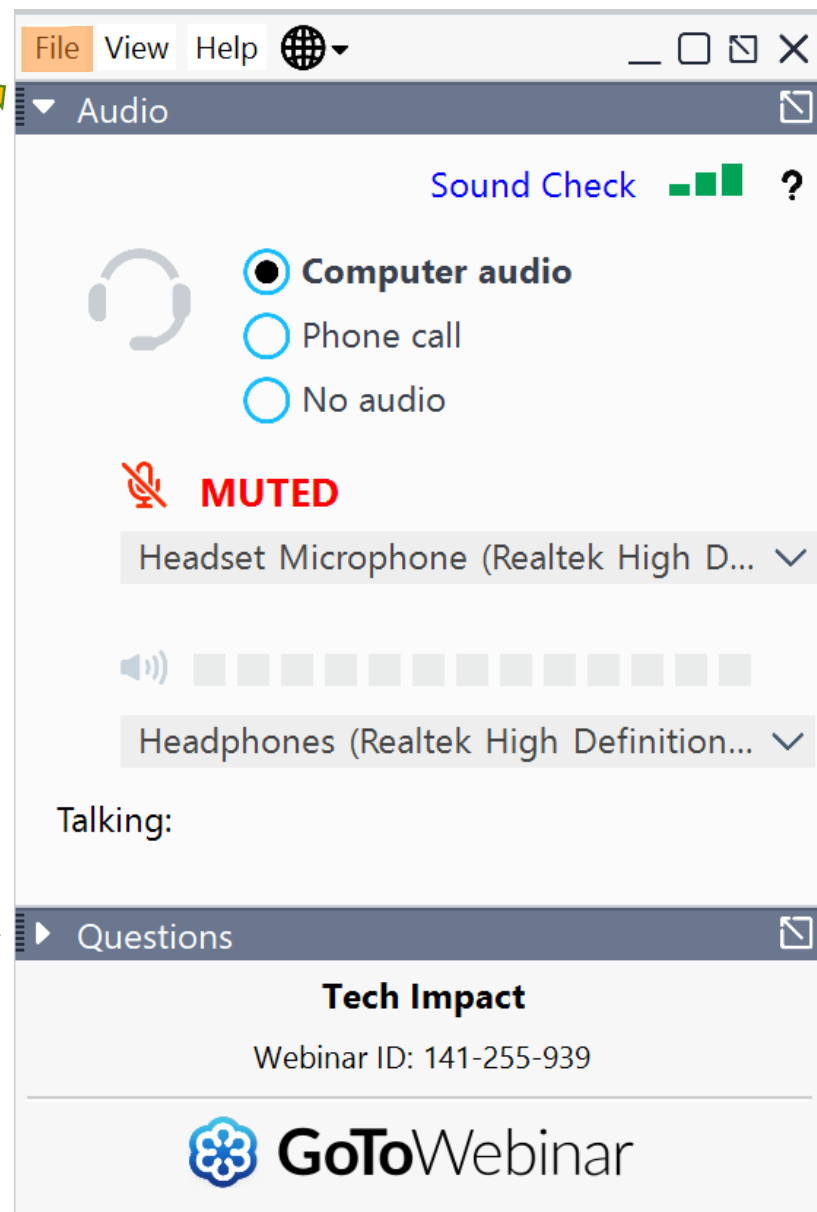 File View Help
Audio
Sound Check ?
Computer audio
Phone call
No audio
MUTED
Headset Microphone (Realtek High D...
Headphones (Realtek High Definition...
Talking:
Questions
Tech Impact
Webinar ID: 141-255-939
GoToWebinar